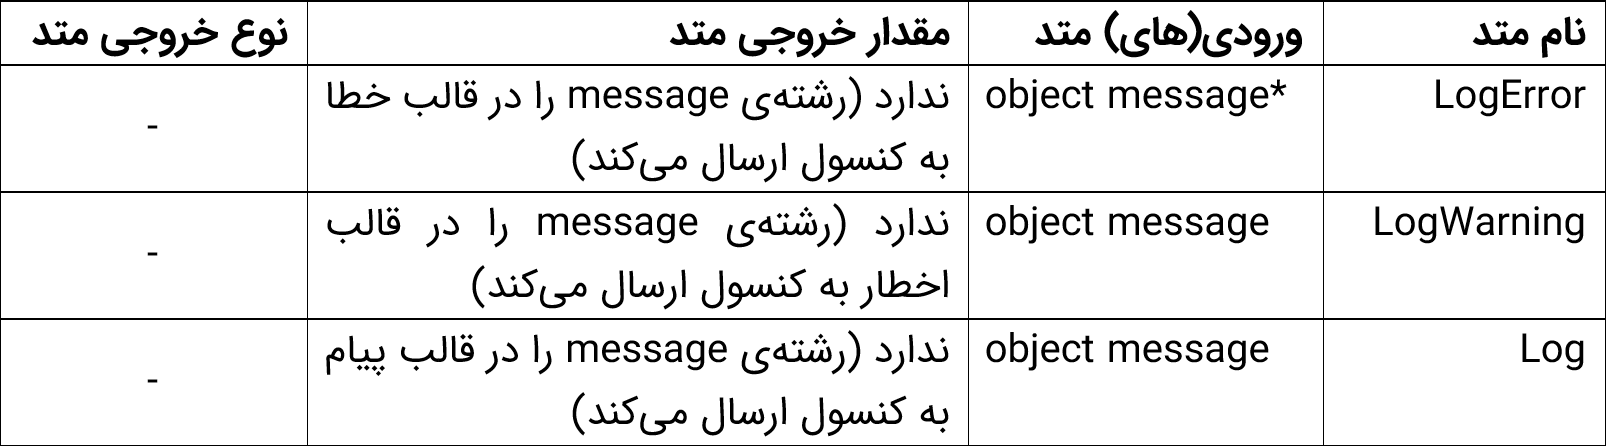 نام متد
ورودی(های) متد
مقدار خروجی متد
نوع خروجی متد
LogError
object message*
ندارد (رشته‌ی message را در قالب خطا
به کنسول ارسال می‌کند)
-
LogWarning
object message
ندارد (رشته‌ی message را در قالب
اخطار به کنسول ارسال می‌کند)
-
Log
object message
ندارد (رشته‌ی message را در قالب پیام
به کنسول ارسال می‌کند)
-